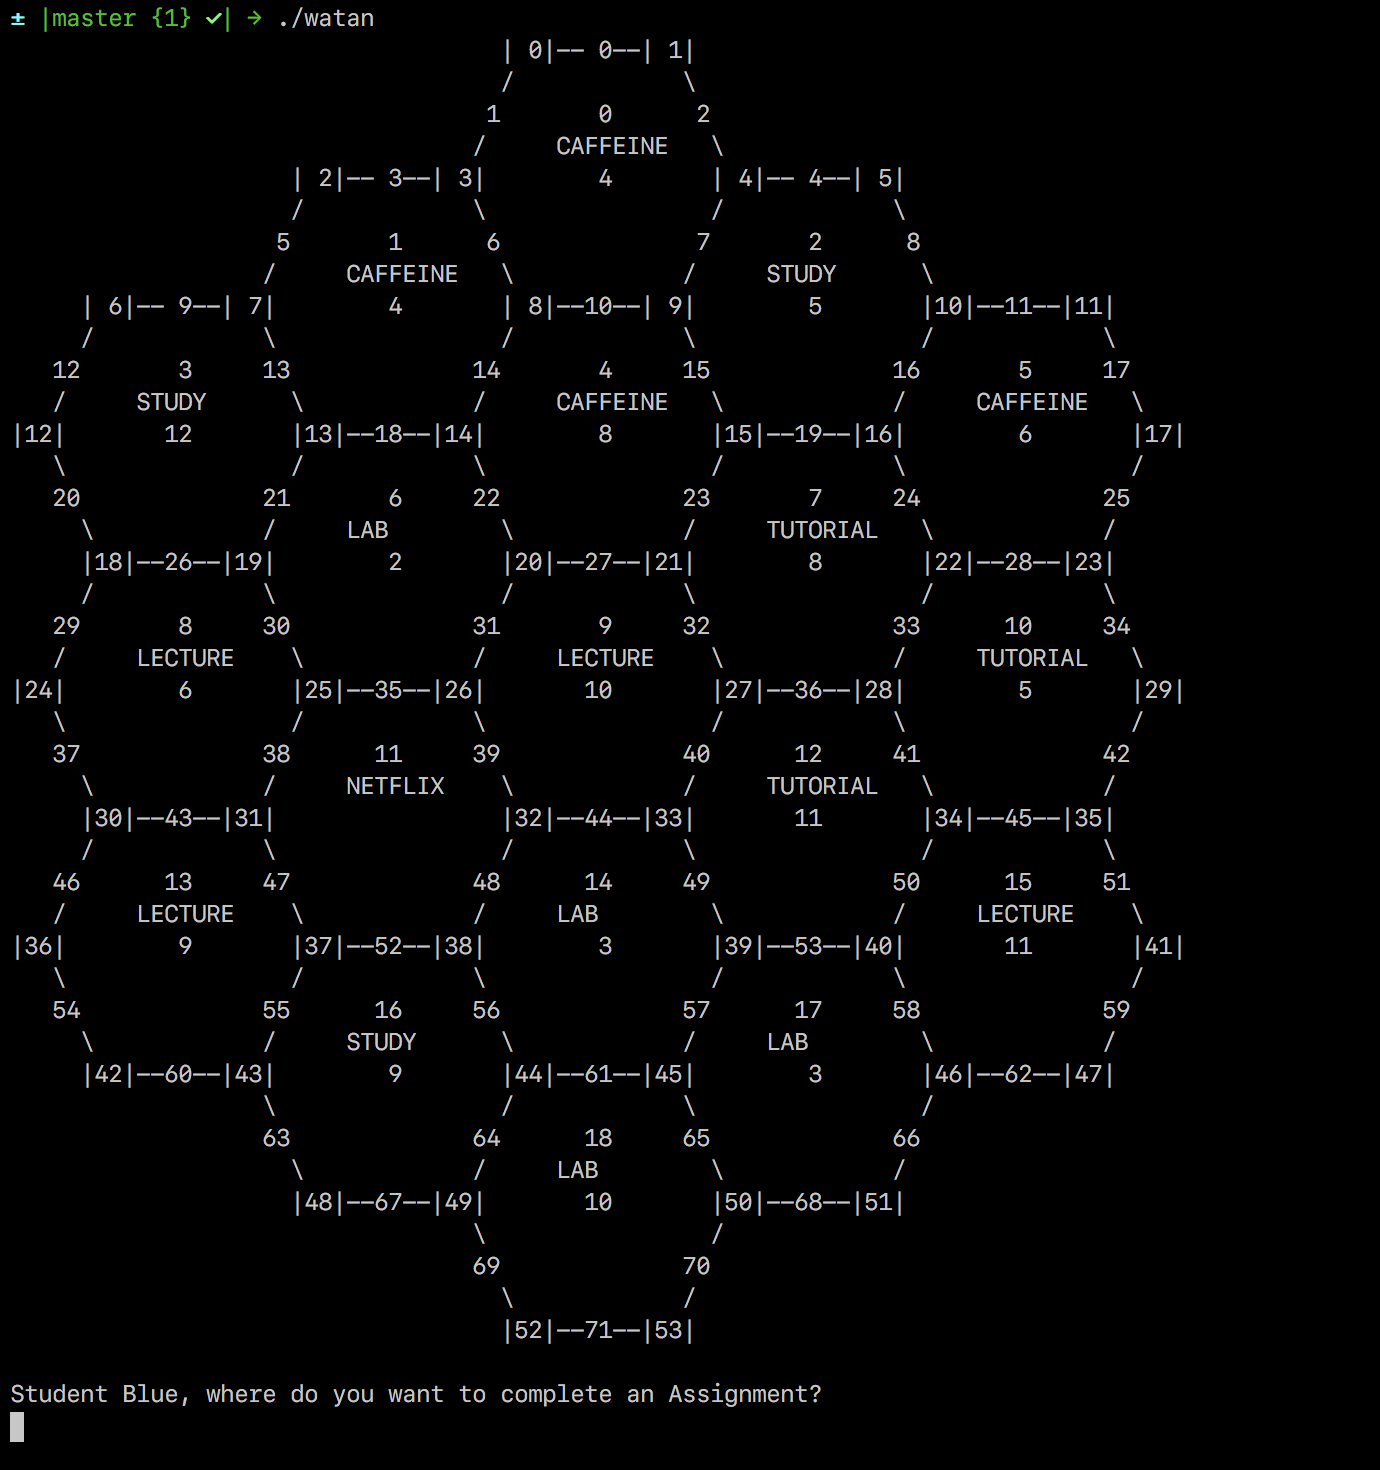 ± |master {1} ✓| → ./watan
                                   | 0|–– 0––| 1|
                                   /            \
                                  1       0      2
                                 /     CAFFEINE   \
                    | 2|–– 3––| 3|        4       | 4|–– 4––| 5|
                    /            \                /            \
                   5       1      6              7       2      8
                  /     CAFFEINE   \            /     STUDY      \
     | 6|–– 9––| 7|        4       | 8|––10––| 9|        5       |10|––11––|11|
     /            \                /            \                /            \
   12       3     13             14       4     15             16       5     17
   /     STUDY      \            /     CAFFEINE   \            /     CAFFEINE   \
|12|       12       |13|––18––|14|        8       |15|––19––|16|        6       |17|
   \                /            \                /            \                /
   20             21       6     22             23       7     24             25
     \            /     LAB        \            /     TUTORIAL   \            /
     |18|––26––|19|        2       |20|––27––|21|        8       |22|––28––|23|
     /            \                /            \                /            \
   29       8     30             31       9     32             33      10     34
   /     LECTURE    \            /     LECTURE    \            /     TUTORIAL   \
|24|        6       |25|––35––|26|       10       |27|––36––|28|        5       |29|
   \                /            \                /            \                /
   37             38      11     39             40      12     41             42
     \            /     NETFLIX    \            /     TUTORIAL   \            /
     |30|––43––|31|                |32|––44––|33|       11       |34|––45––|35|
     /            \                /            \                /            \
   46      13     47             48      14     49             50      15     51
   /     LECTURE    \            /     LAB        \            /     LECTURE    \
|36|        9       |37|––52––|38|        3       |39|––53––|40|       11       |41|
   \                /            \                /            \                /
   54             55      16     56             57      17     58             59
     \            /     STUDY      \            /     LAB        \            /
     |42|––60––|43|        9       |44|––61––|45|        3       |46|––62––|47|
                  \                /            \                /
                  63             64      18     65             66
                    \            /     LAB        \            /
                    |48|––67––|49|       10       |50|––68––|51|
                                 \                /
                                 69             70
                                   \            /
                                   |52|––71––|53|
Student Blue, where do you want to complete an Assignment?